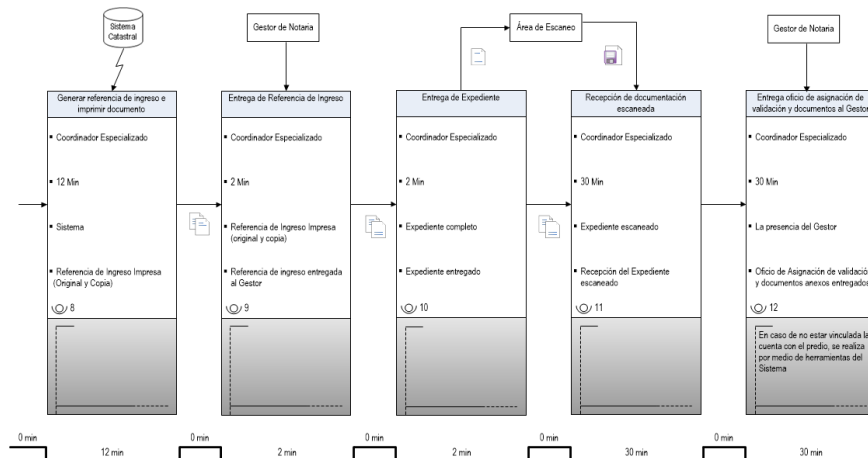 Sistema
Catastral
Gestor de Notaria
Área de Escaneo
Gestor de Notaria
Generar referencia de ingreso e
imprimir documento
Coordinador Especializado
12 Min
Sistema
Referencia de Ingreso Impresa
(Original y Copia)
8
Entrega de Referencia de Ingreso
Coordinador Especializado
2 Min
Referencia de Ingreso Impresa
(original y copia)
Referencia de ingreso entregada
al Gestor
9
Entrega de Expediente
Coordinador Especializado
2 Min
Expediente completo
Expediente entregado
10
Recepción de documentación
escaneada
Coordinador Especializado
30 Min
Expediente escaneado
Recepción del Expediente
escaneado
11
Entrega oficio de asignación de
validación y documentos al Gestor
Coordinador Especializado
30 Min
La presencia del Gestor
Oficio de Asignación de validación
y documentos anexos entregados
12
En caso de no estar vinculada la
cuenta con el predio, se realiza
por medio de herramientas del
Sistema
0 min
12 min
0 min
2 min
0 min
2 min
0 min
30 min
0 min
30 min